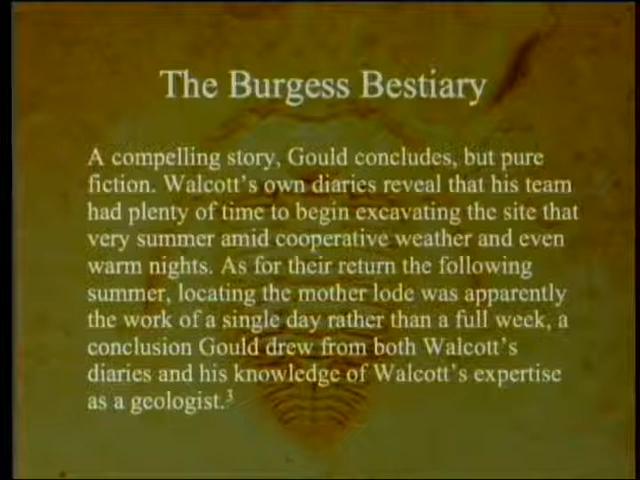 The Burgess Bestiary
A compelling story, Gould concludes, but pure
fiction. Walcott's own diaries reveal that his team
had plenty of time to begin excavating the site that
very summer amid cooperative weather and even
warm nights. As for their return the following
summer, locating the mother lode was apparently
the work of a single day rather than a full week, a
conclusion Gould drew from both Walcott's
diaries and his knowledge of Walcott's expertise
as a geologist.³